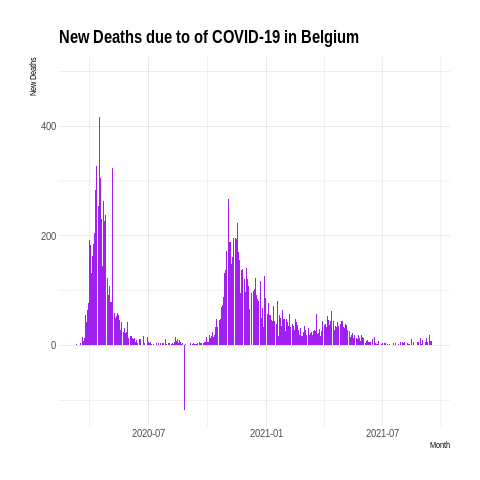 New Deaths due to of COVID-19 in Belgium
New Deaths
400
200
0
2020-07
2021-01
2021-07
Month